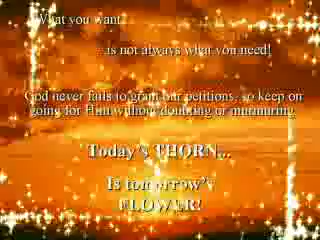 What you want...
...is not always what you need!
God never fails to grant our petitions, so keep on
going for Him without doubting or murmuring.
Today's THORN...
Is tomorrow's
FLOWER!